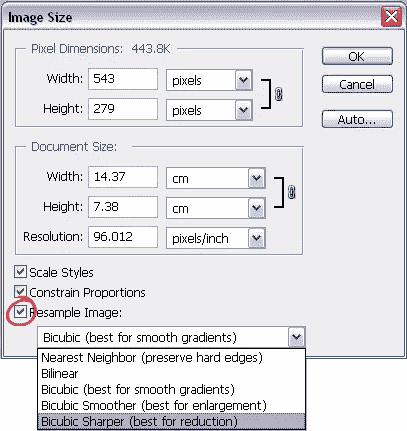 Image Size
Pixel Dimensions: 443.8K
OK
Width: 543 pixels
Cancel
Height: 279 pixels
Auto...
Document Size:
Width: 14.37 cm
Height: 7.38 cm
Resolution: 96.012 pixels/inch
Scale Styles
Constrain Proportions
Resample Image:
Bicubic (best for smooth gradients)
Nearest Neighbor (preserve hard edges)
Bilinear
Bicubic (best for smooth gradients)
Bicubic Smoother (best for enlargement)
Bicubic Sharper (best for reduction)